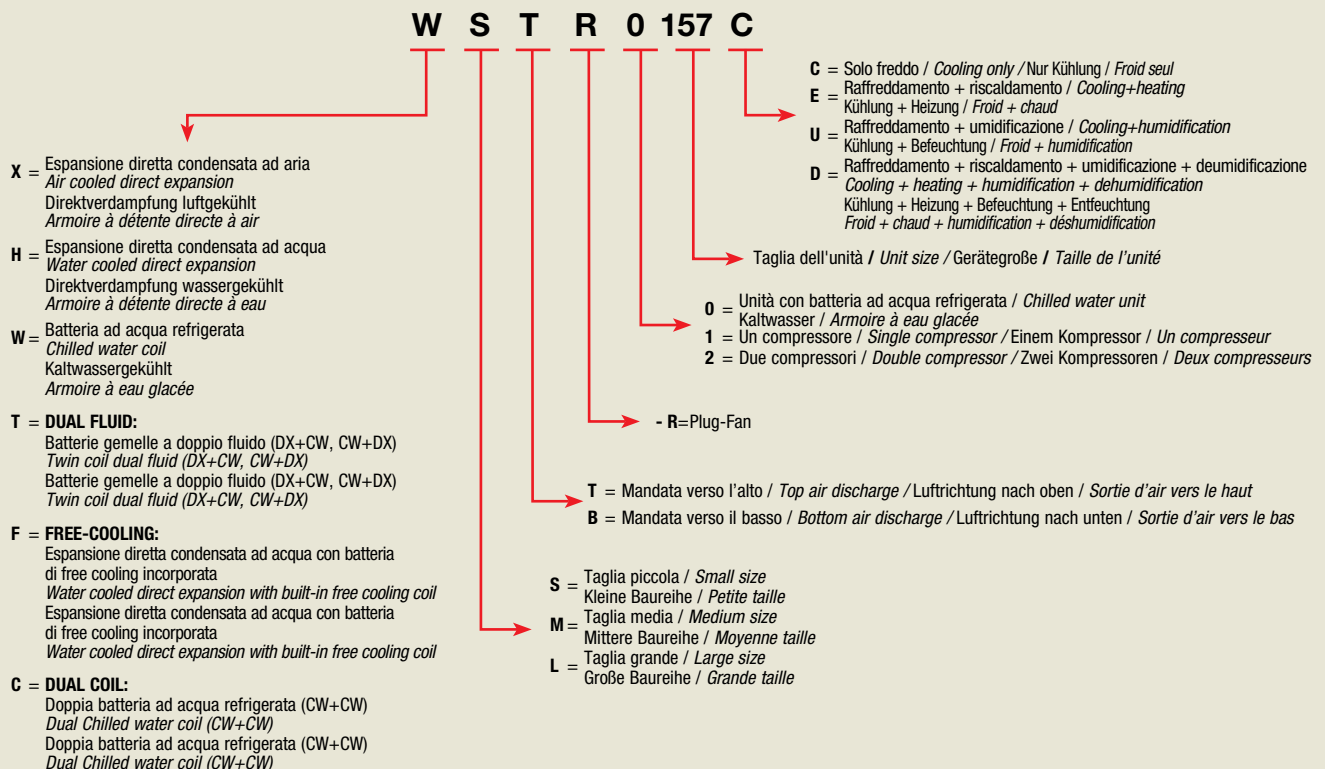 W S T R 0 157 C
C = Solo freddo / Cooling only / Nur Kühlung / Froid seul
E = Raffreddamento + riscaldamento / Cooling+heating
Kühlung + Heizung / Froid + chaud
U = Raffreddamento + umidificazione / Cooling+humidification
Kühlung + Befeuchtung / Froid + humidification
D = Raffreddamento + riscaldamento + umidificazione + deumidificazione
Cooling + heating + humidification + dehumidification
Kühlung + Heizung + Befeuchtung + Entfeuchtung
Froid + chaud + humidification + déshumidification
Taglia dell'unità / Unit size / Gerätegroße / Taille de l'unité
0 = Unità con batteria ad acqua refrigerata / Chilled water unit
Kaltwasser / Armoire à eau glacée
1 = Un compressore / Single compressor / Einem Kompressor / Un compresseur
2 = Due compressori / Double compressor / Zwei Kompressoren / Deux compresseurs
- R=Plug-Fan
T = Mandata verso l'alto / Top air discharge / Luftrichtung nach oben / Sortie d'air vers le haut
B = Mandata verso il basso / Bottom air discharge / Luftrichtung nach unten / Sortie d'air vers le bas
S = Taglia piccola / Small size
Kleine Baureihe / Petite taille
M = Taglia media / Medium size
Mittere Baureihe / Moyenne taille
L = Taglia grande / Large size
Große Baureihe / Grande taille
X = Espansione diretta condensata ad aria
Air cooled direct expansion
Direktverdampfung luftgekühlt
Armoire à détente directe à air
H = Espansione diretta condensata ad acqua
Water cooled direct expansion
Direktverdampfung wassergekühlt
Armoire à détente directe à eau
W = Batteria ad acqua refrigerata
Chilled water coil
Kaltwassergekühlt
Armoire à eau glacée
T = DUAL FLUID:
Batterie gemelle a doppio fluido (DX+CW, CW+DX)
Twin coil dual fluid (DX+CW, CW+DX)
Batterie gemelle a doppio fluido (DX+CW, CW+DX)
Twin coil dual fluid (DX+CW, CW+DX)
F = FREE-COOLING:
Espansione diretta condensata ad acqua con batteria
di free cooling incorporata
Water cooled direct expansion with built-in free cooling coil
Espansione diretta condensata ad acqua con batteria
di free cooling incorporata
Water cooled direct expansion with built-in free cooling coil
C = DUAL COIL:
Doppia batteria ad acqua refrigerata (CW+CW)
Dual Chilled water coil (CW+CW)
Doppia batteria ad acqua refrigerata (CW+CW)
Dual Chilled water coil (CW+CW)